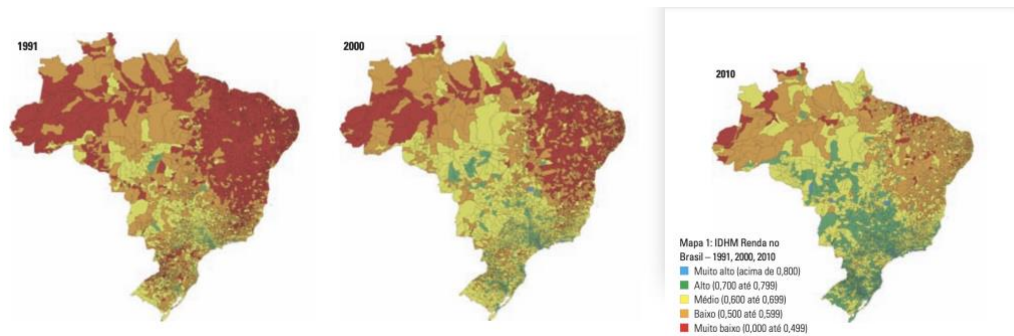 1991
2000
2010
Mapa 1: IDHM Renda no
Brasil – 1991, 2000, 2010
Muito alto (acima de 0,800)
Alto (0,700 até 0,799)
Médio (0,600 até 0,699)
Baixo (0,500 até 0,599)
Muito baixo (0,000 até 0,499)